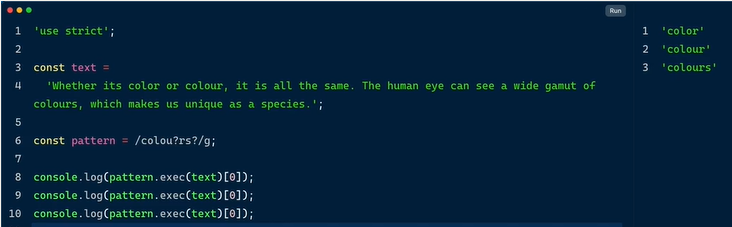 Run
1 'use strict';
2
3 const text =
4 'Whether its color or colour, it is all the same. The human eye can see a wide gamut of
colours, which makes us unique as a species.';
5
6 const pattern = /colou?rs?/g;
7
8 console.log(pattern.exec(text)[0]);
9 console.log(pattern.exec(text)[0]);
10 console.log(pattern.exec(text)[0]);
1 'color'
2 'colour'
3 'colours'